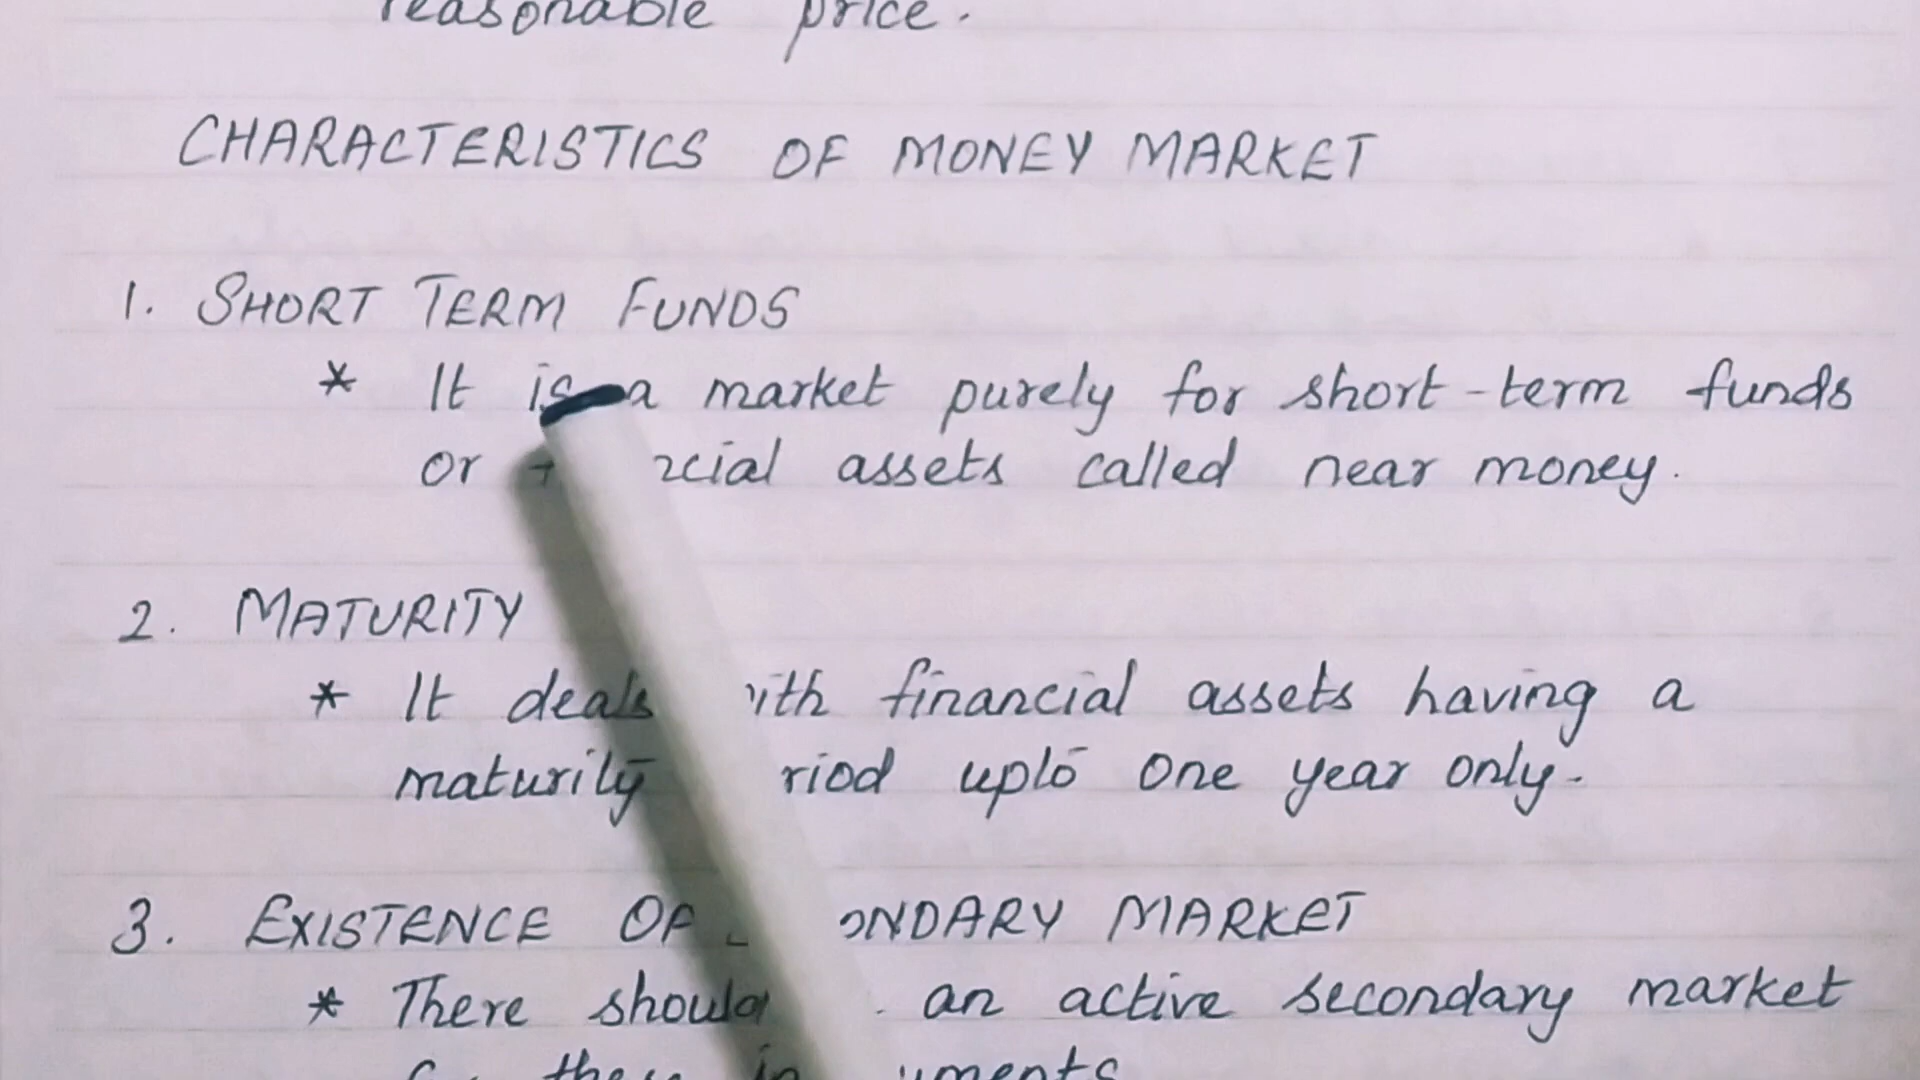 reasonable price.
CHARACTERISTICS OF MONEY MARKET
1. SHORT TERM FUNDS
* It is a market purely for short-term funds
or assets called near money.
2. MATURITY
* It deals with financial assets having a
maturity upto one year only.
3. EXISTENCE OF MARKET
* There should an active secondary market
these